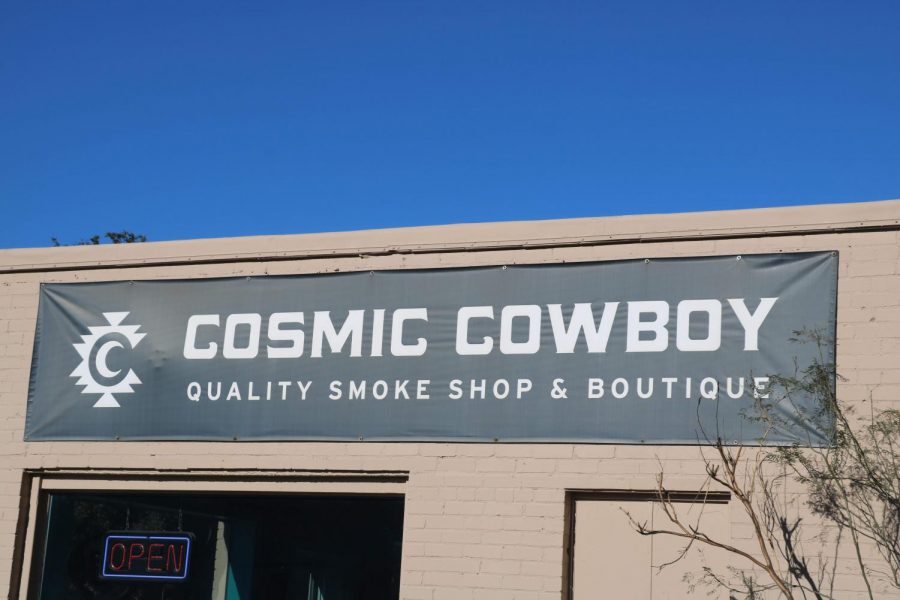 C C
COSMIC COWBOY
QUALITY SMOKE SHOP & BOUTIQUE
OPEN